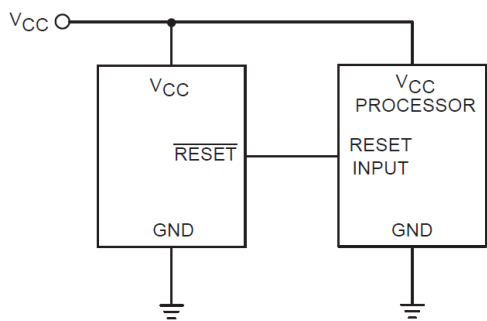 VCC
VCC
RESET
GND
VCC
PROCESSOR
RESET
INPUT
GND